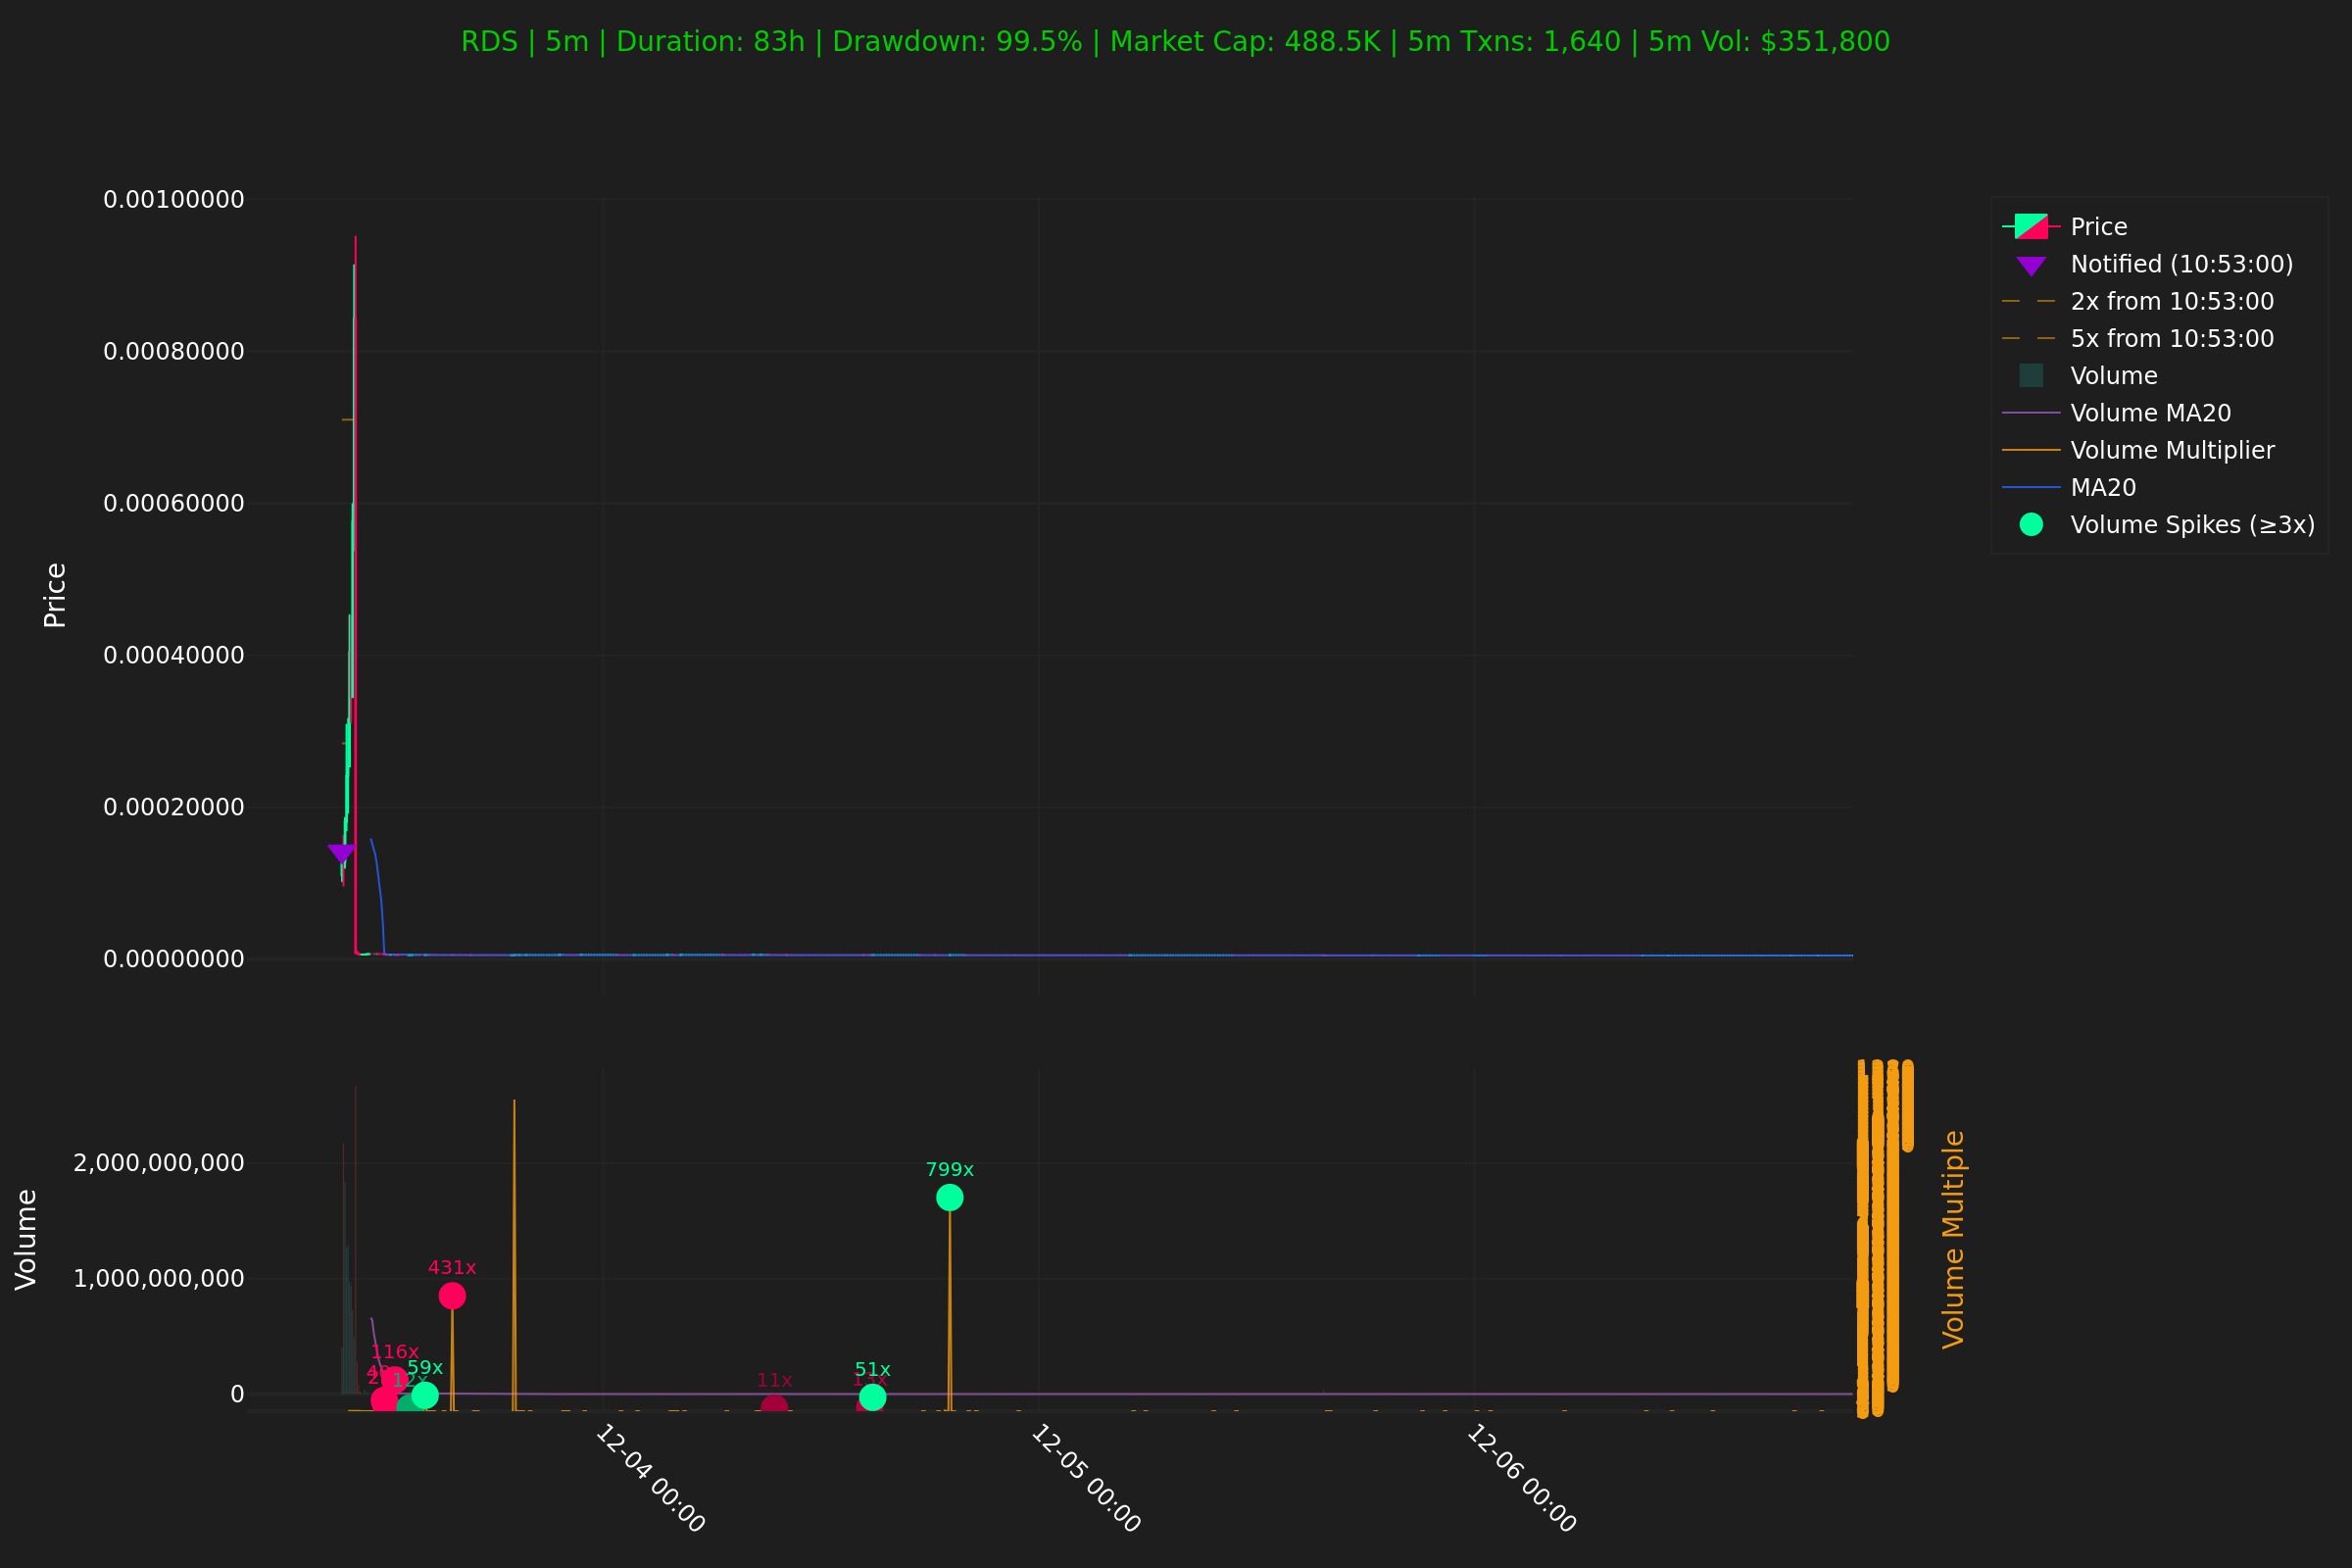 RDS | 5m | Duration: 83h | Drawdown: 99.5% | Market Cap: 488.5K | 5m Txns: 1,640 | 5m Vol: $351,800
0.00100000
0.00080000
0.00060000
0.00040000
0.00020000
0.00000000
Price
Price
Notified (10:53:00)
2x from 10:53:00
5x from 10:53:00
Volume
Volume MA20
Volume Multiplier
MA20
Volume Spikes (≥3x)
2,000,000,000
1,000,000,000
0
Volume
799x
431x
116x
59x
12x
11x
51x
13x
Volume Multiple
12-04 00:00
12-05 00:00
12-06 00:00